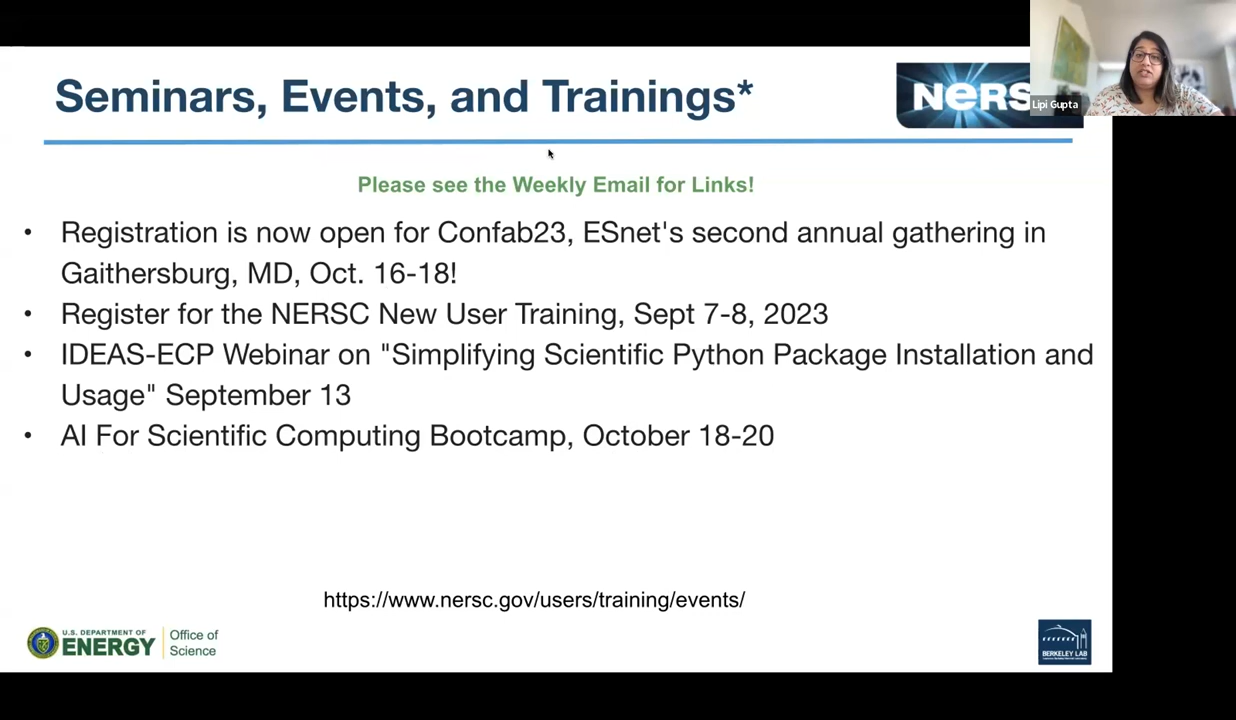 Seminars, Events, and Trainings*
NERS
Lipi Gupta
Please see the Weekly Email for Links!
• Registration is now open for Confab23, ESnet's second annual gathering in
Gaithersburg, MD, Oct. 16-18!
• Register for the NERSC New User Training, Sept 7-8, 2023
• IDEAS-ECP Webinar on "Simplifying Scientific Python Package Installation and
Usage" September 13
• AI For Scientific Computing Bootcamp, October 18-20
https://www.nersc.gov/users/training/events/
U.S. DEPARTMENT OF
ENERGY
Office of
Science
BERKELEY LAB